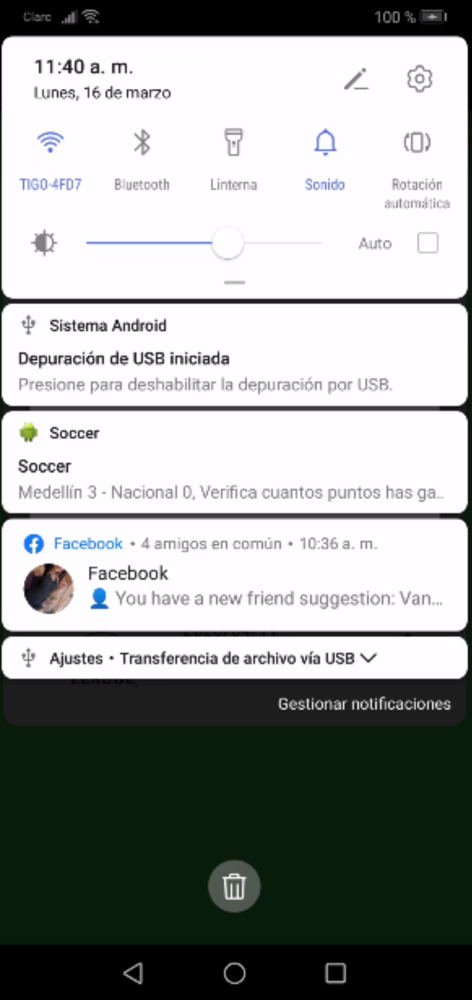 Claro
100 %
11:40 a. m.
Lunes, 16 de marzo
TIGO-4FD7
Bluetooth
Linterna
Sonido
Rotación
automática
Auto
Sistema Android
Depuración de USB iniciada
Presione para deshabilitar la depuración por USB.
Soccer
Soccer
Medellín 3 - Nacional 0, Verifica cuantos puntos has ga..
Facebook • 4 amigos en común • 10:36 a. m.
Facebook
You have a new friend suggestion: Van...
Ajustes • Transferencia de archivo vía USB
LEAGUE,
Gestionar notificaciones